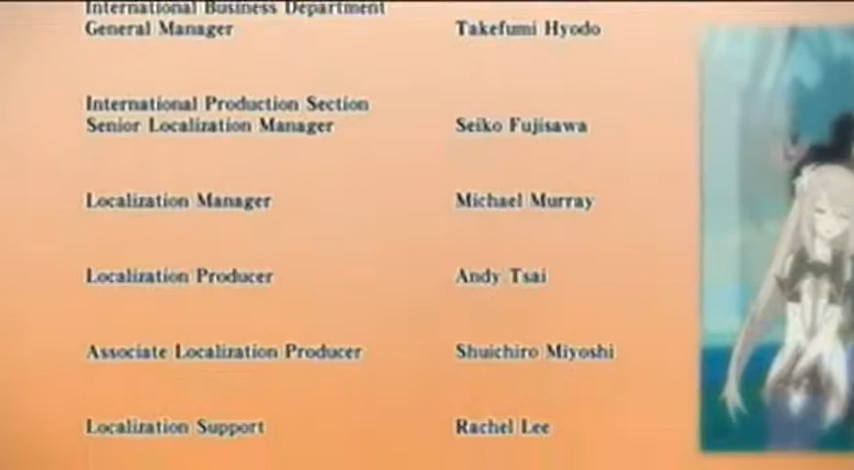 International Business Department
General Manager Takefumi Hyodo
International Production Section
Senior Localization Manager Seiko Fujisawa
Localization Manager Michael Murray
Localization Producer Andy Tsai
Associate Localization Producer Shuichiro Miyoshi
Localization Support Rachel Lee